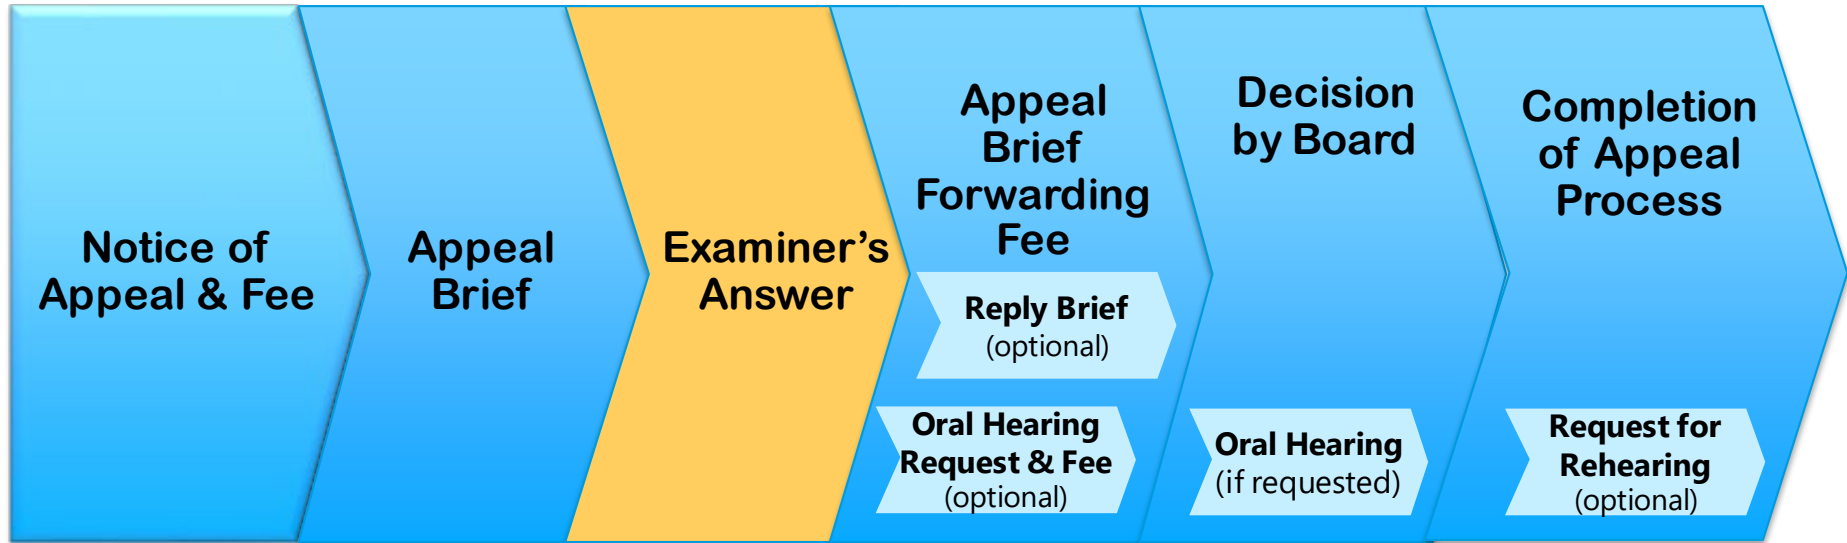 Notice of
Appeal & Fee
Appeal
Brief
Examiner’s
Answer
Appeal
Brief
Forwarding
Fee
Reply Brief
(optional)
Oral Hearing
Request & Fee
(optional)
Decision
by Board
Oral Hearing
(if requested)
Completion
of Appeal
Process
Request for
Rehearing
(optional)